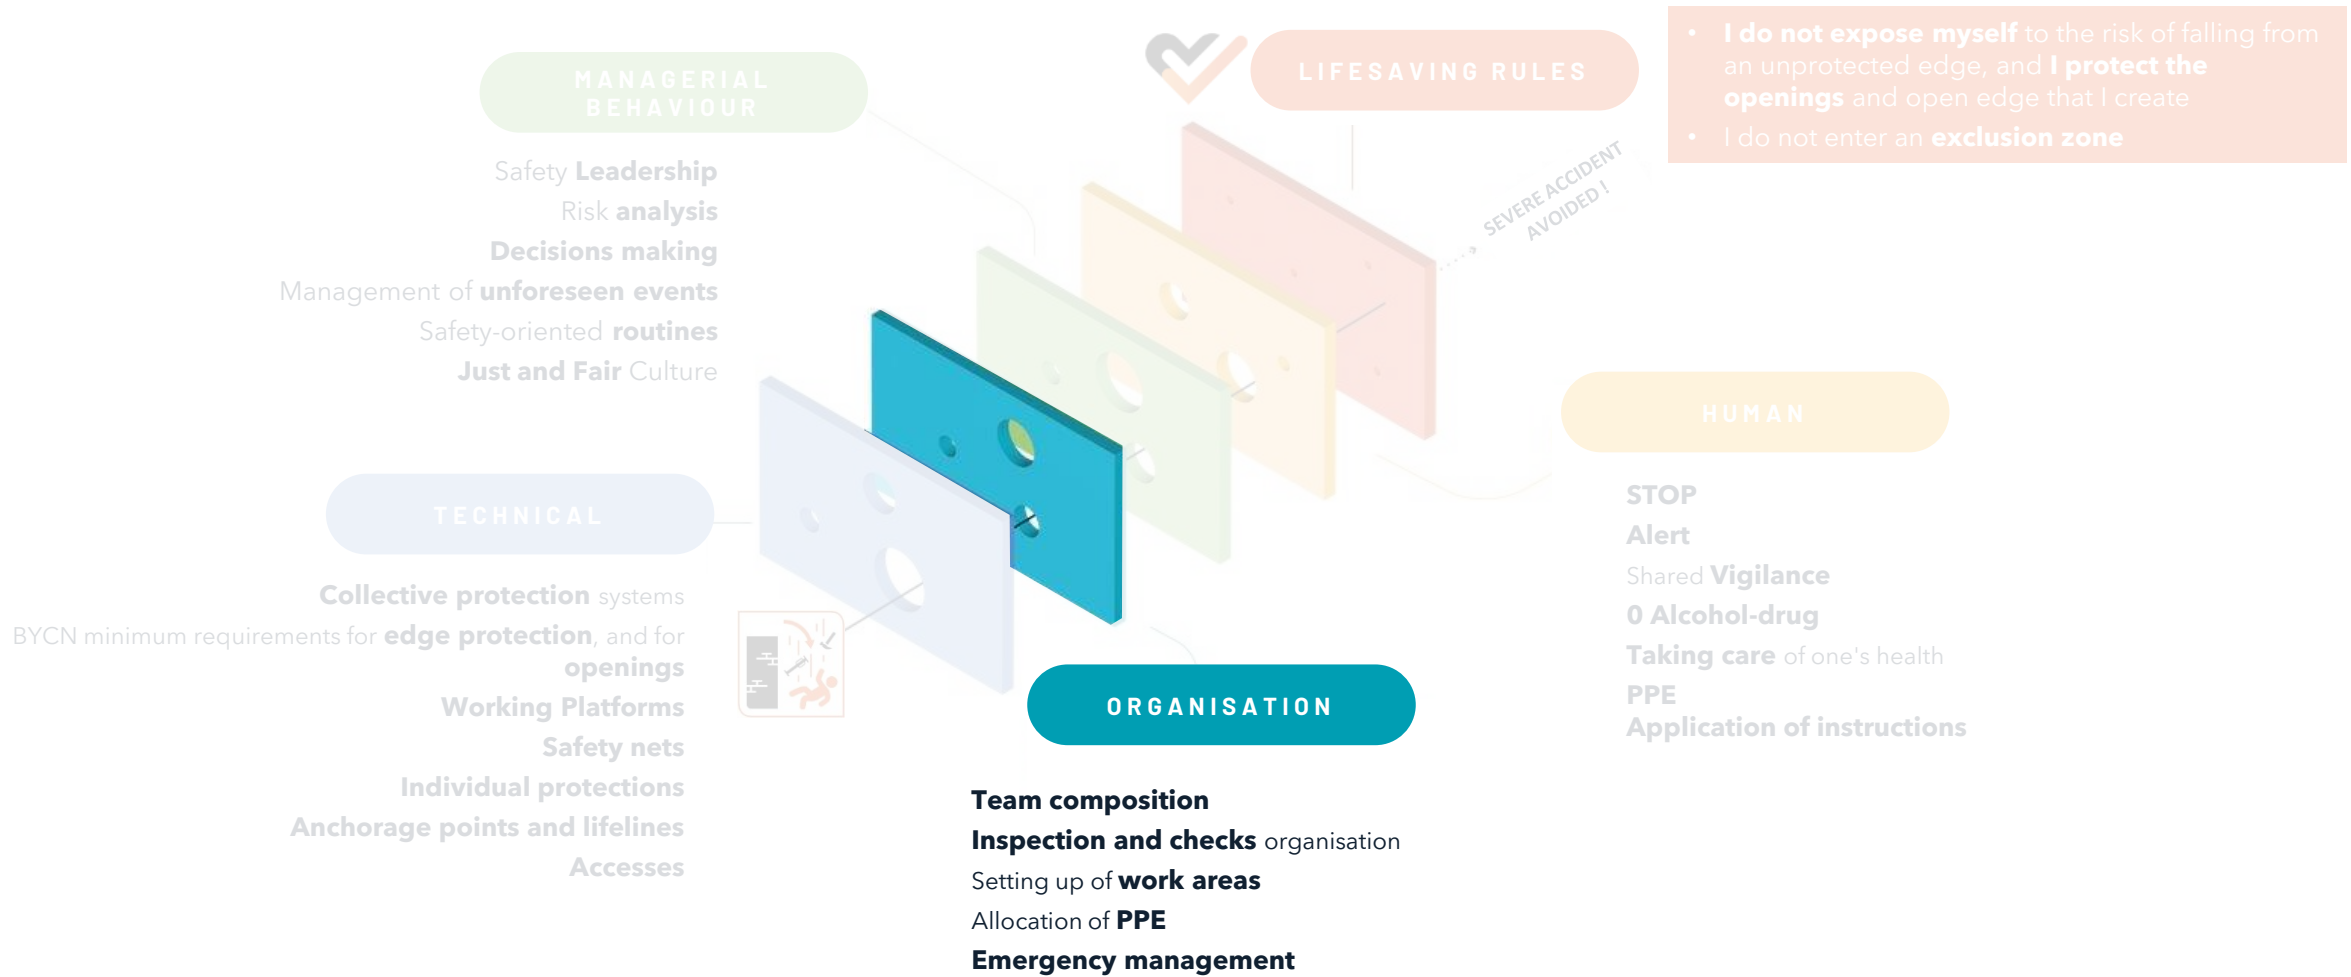 MANAGERIAL
BEHAVIOUR
Safety Leadership
Risk analysis
Decisions making
Management of unforeseen events
Safety-oriented routines
Just and Fair Culture
LIFESAVING RULES
• I do not expose myself to the risk of falling from
an unprotected edge, and I protect the
openings and open edge that I create
• I do not enter an exclusion zone
SEVERE ACCIDENT
AVOIDED !
TECHNICAL
Collective protection systems
BYCN minimum requirements for edge protection, and for
openings
Working Platforms
Safety nets
Individual protections
Anchorage points and lifelines
Accesses
ORGANISATION
Team composition
Inspection and checks organisation
Setting up of work areas
Allocation of PPE
Emergency management
HUMAN
STOP
Alert
Shared Vigilance
0 Alcohol-drug
Taking care of one's health
PPE
Application of instructions